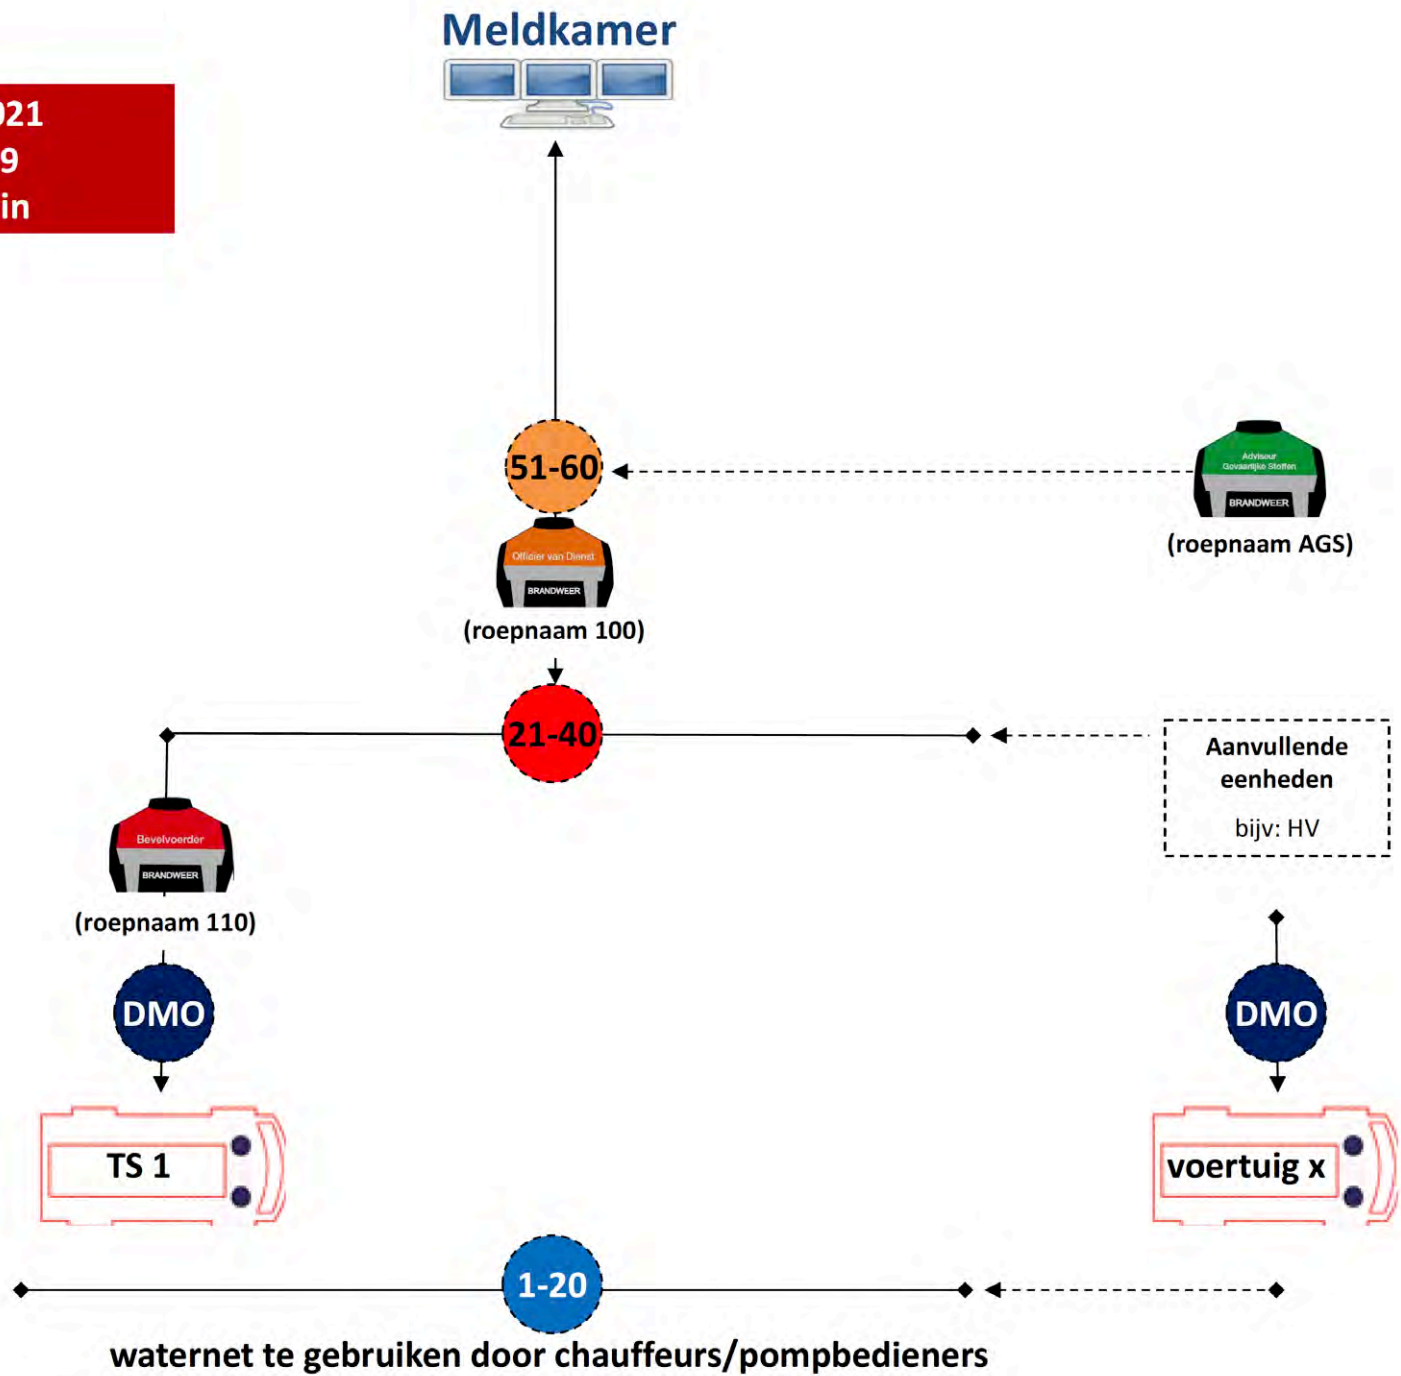 Meldkamer
021
9
in
51-60
Adviseur
Gevaarlijke Stoffen
BRANDWEER
(roepnaam AGS)
Officier van Dienst
BRANDWEER
(roepnaam 100)
21-40
Aanvullende
eenheden
bijv: HV
Bevelvoerder
BRANDWEER
(roepnaam 110)
DMO
DMO
TS 1
voertuig x
1-20
waternet te gebruiken door chauffeurs/pompbedieners